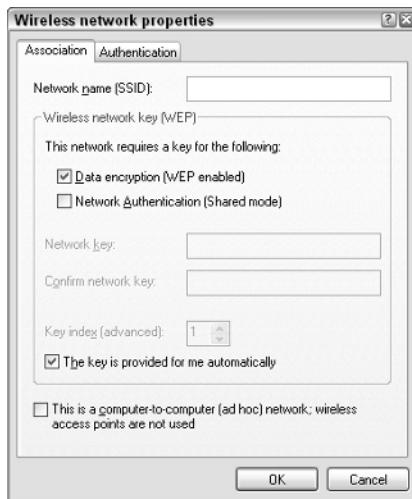 Wireless network properties
Association Authentication
Network name (SSID):
Wireless network key (WEP)
This network requires a key for the following:
Data encryption (WEP enabled)
Network Authentication (Shared mode)
Network key:
Confirm network key:
Key index (advanced): 1
The key is provided for me automatically
This is a computer-to-computer (ad hoc) network; wireless
access points are not used
OK Cancel